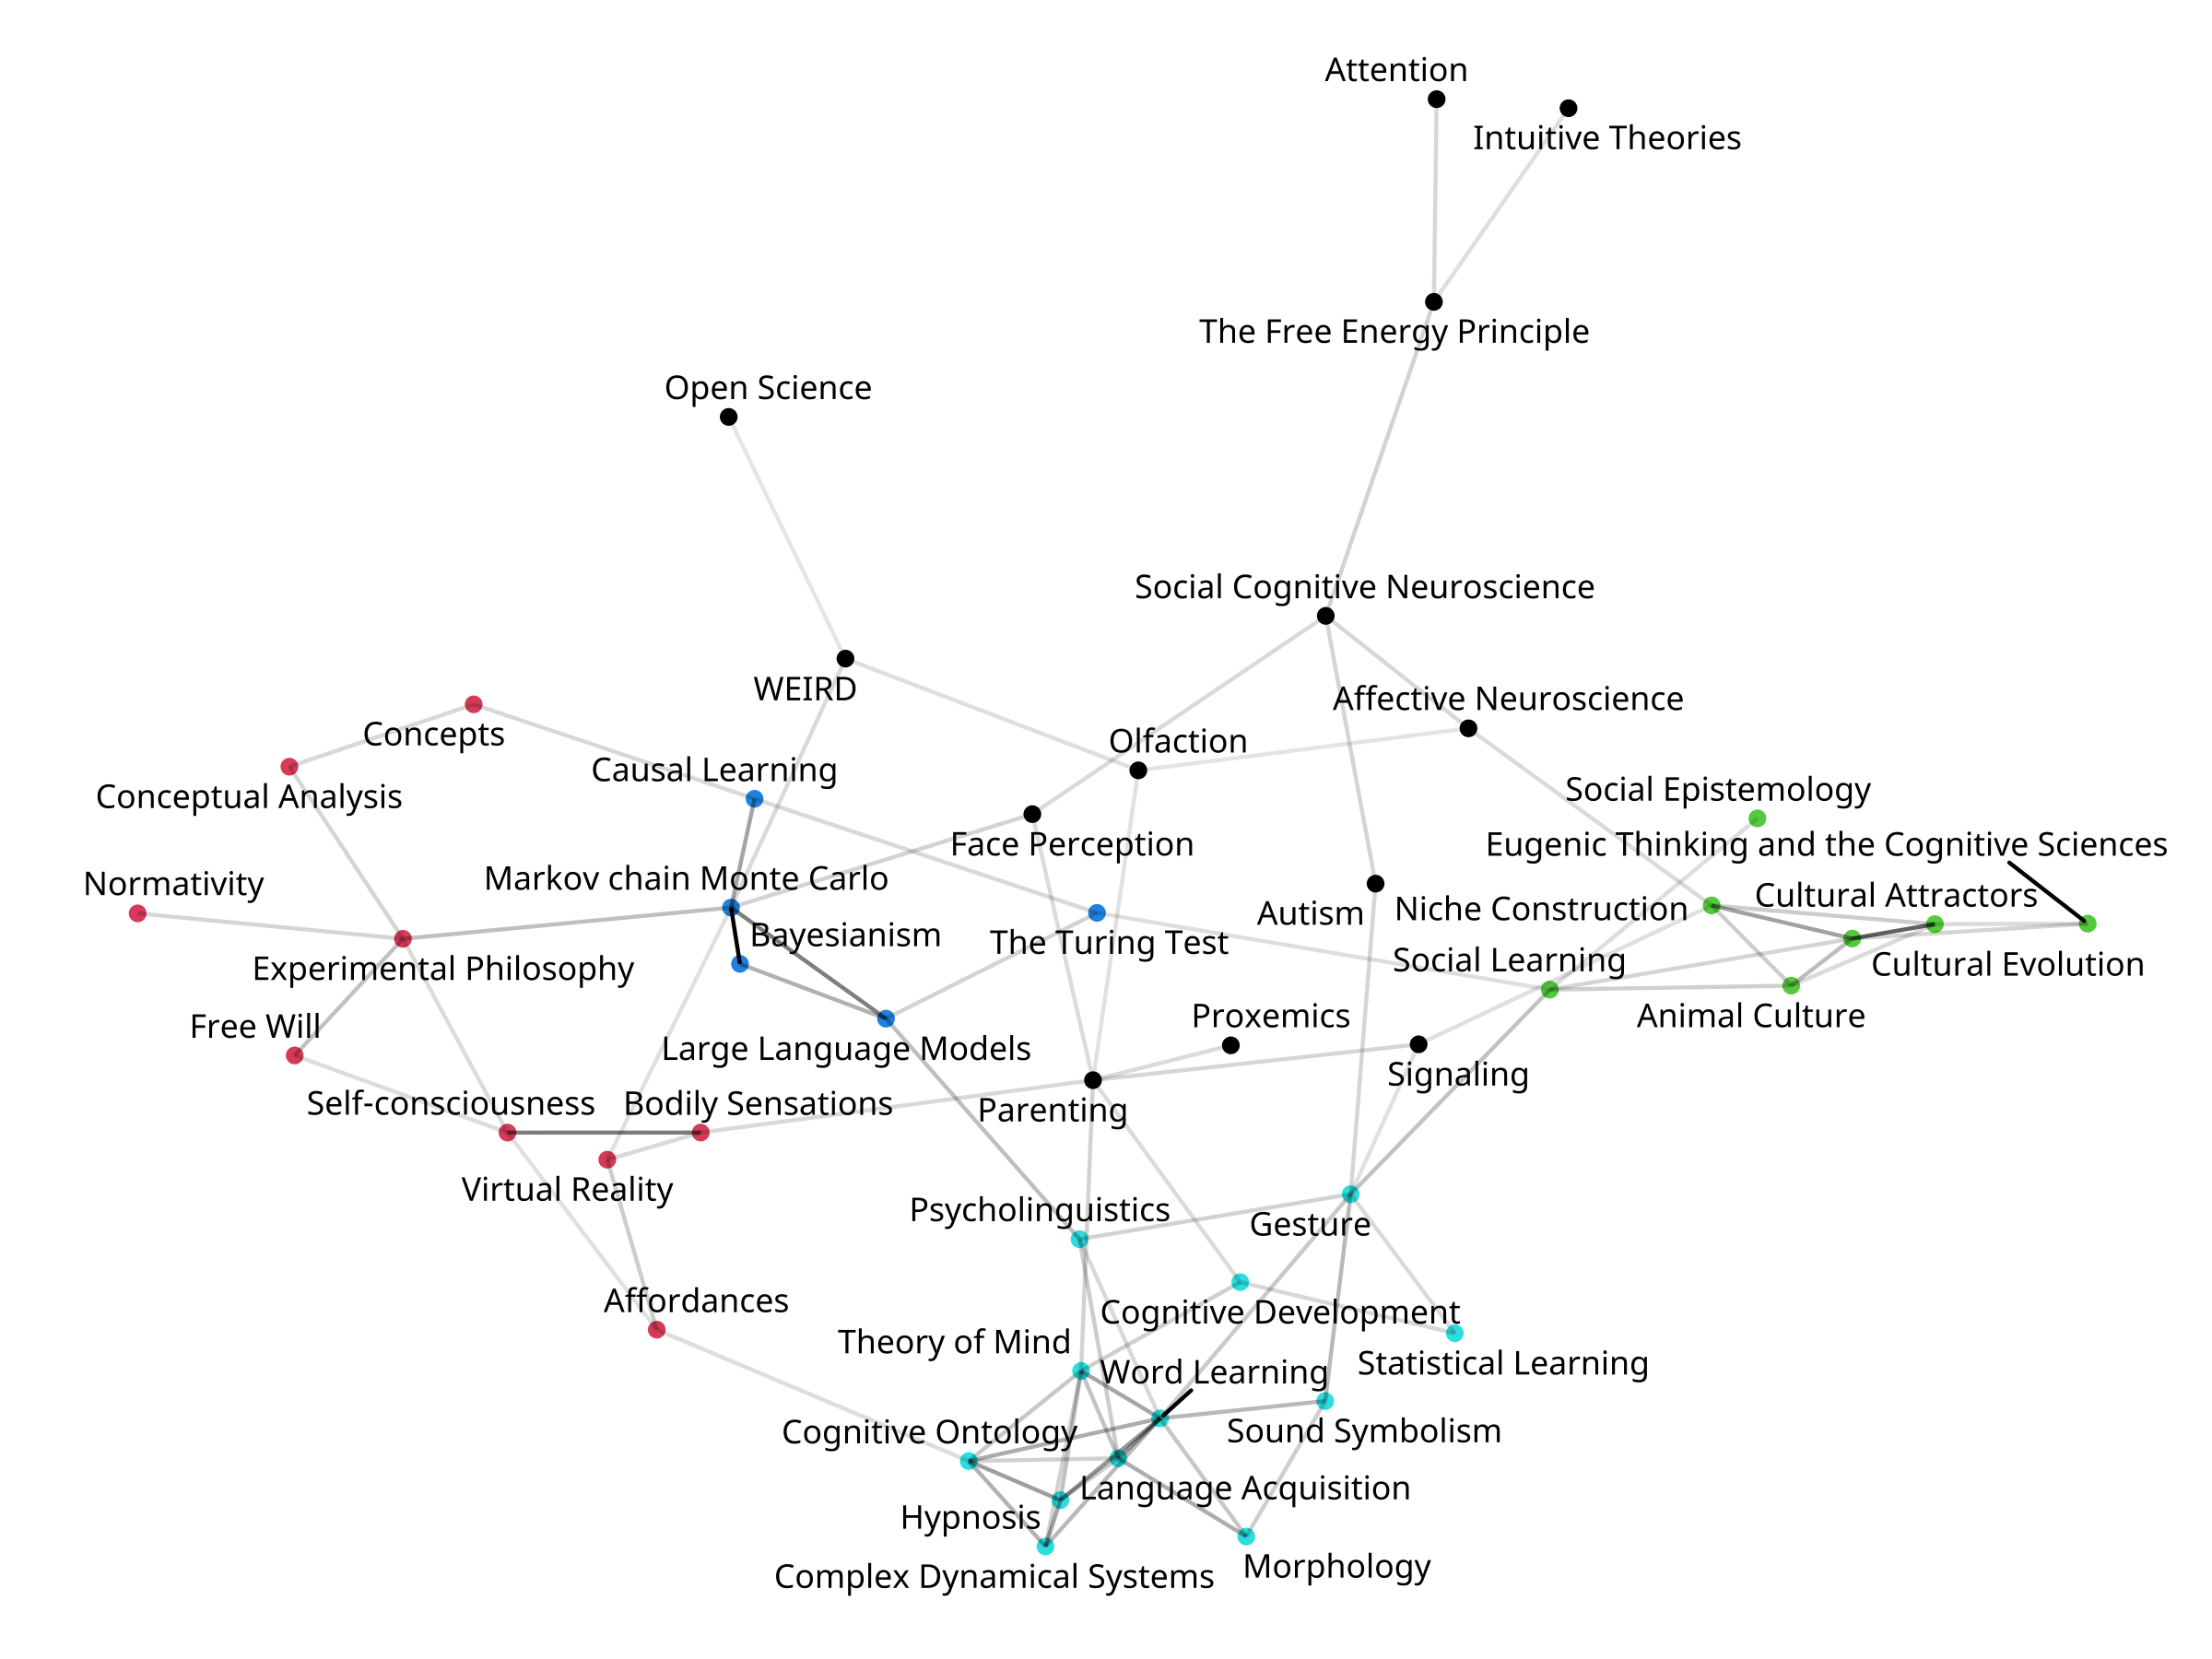 Attention
Intuitive Theories
The Free Energy Principle
Open Science
Social Cognitive Neuroscience
WEIRD
Affective Neuroscience
Concepts
Olfaction
Causal Learning
Conceptual Analysis
Social Epistemology
Face Perception
Eugenic Thinking and the Cognitive Sciences
Markov chain Monte Carlo
Normativity
Cultural Attractors
Autism
Niche Construction
Bayesianism
The Turing Test
Social Learning
Cultural Evolution
Experimental Philosophy
Proxemics
Animal Culture
Free Will
Large Language Models
Signaling
Self-consciousness
Bodily Sensations
Parenting
Virtual Reality
Psycholinguistics
Gesture
Affordances
Cognitive Development
Theory of Mind
Statistical Learning
Word Learning
Cognitive Ontology
Sound Symbolism
Language Acquisition
Hypnosis
Morphology
Complex Dynamical Systems